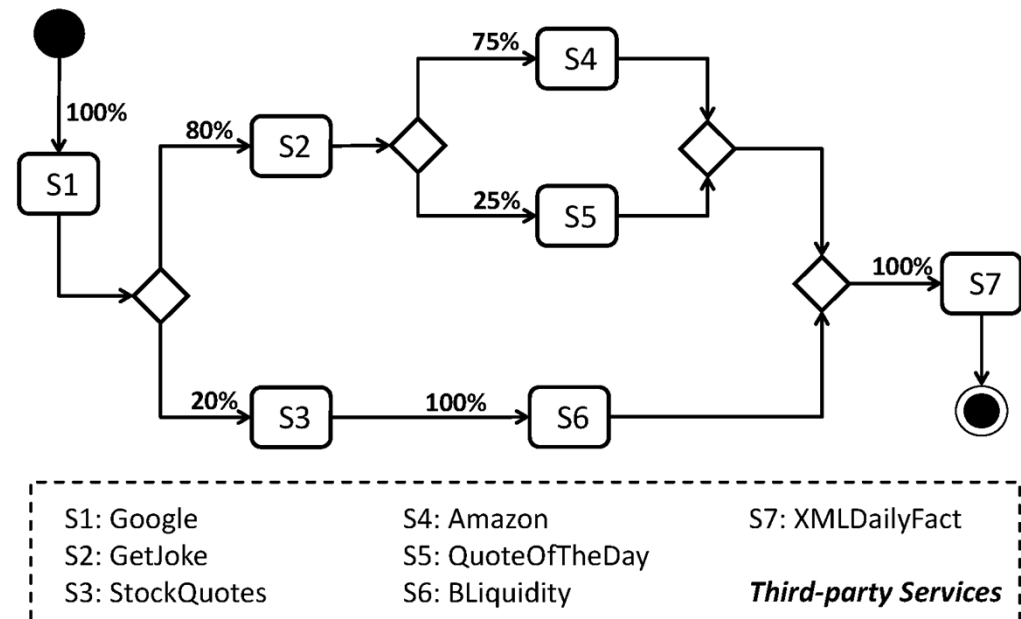 75%
S4
100%
80%
S2
S1
25%
S5
100%
S7
20%
S3
100%
S6
S1: Google
S4: Amazon
S7: XMLDailyFact
S2: GetJoke
S5: QuoteOfTheDay
S3: StockQuotes
S6: BLiquidity
Third-party Services